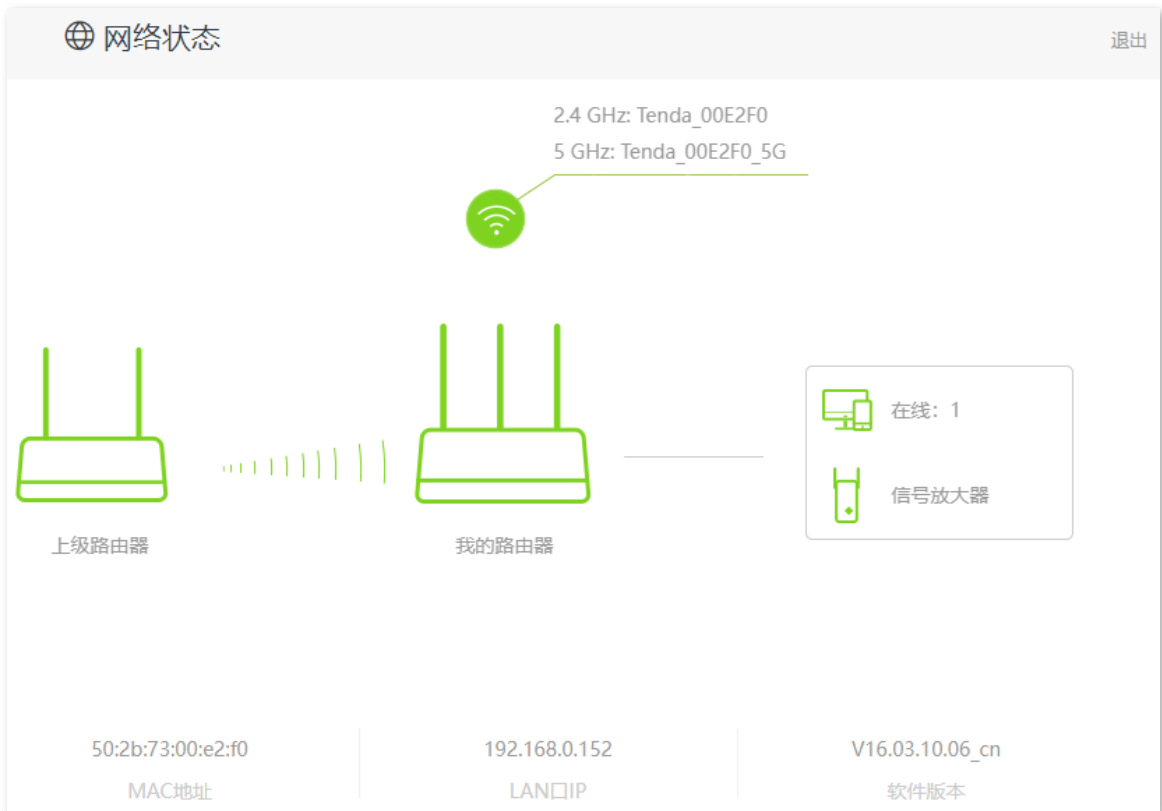 网络状态
退出
2.4 GHz: Tenda_00E2F0
5 GHz: Tenda_00E2F0_5G
在线：1
信号放大器
上级路由器
我的路由器
50:2b:73:00:e2:f0
192.168.0.152
V16.03.10.06_cn
MAC地址
LAN口IP
软件版本